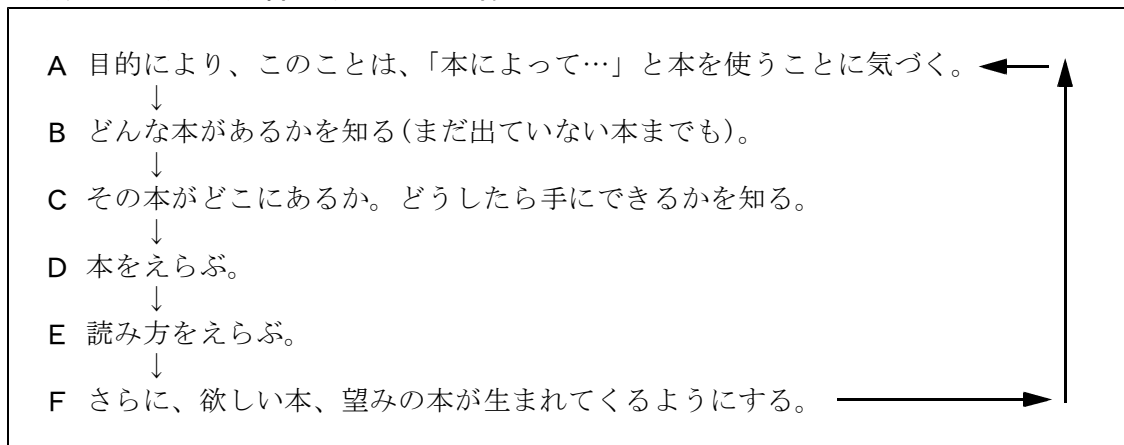 A 目的により、このことは、「本によって…」と本を使うことに気づく。
↓
B どんな本があるかを知る(まだ出ていない本までも)。
↓
C その本がどこにあるか。どうしたら手にできるかを知る。
↓
D 本をえらぶ。
↓
E 読み方をえらぶ。
↓
F さらに、欲しい本、望みの本が生まれてくるようにする。